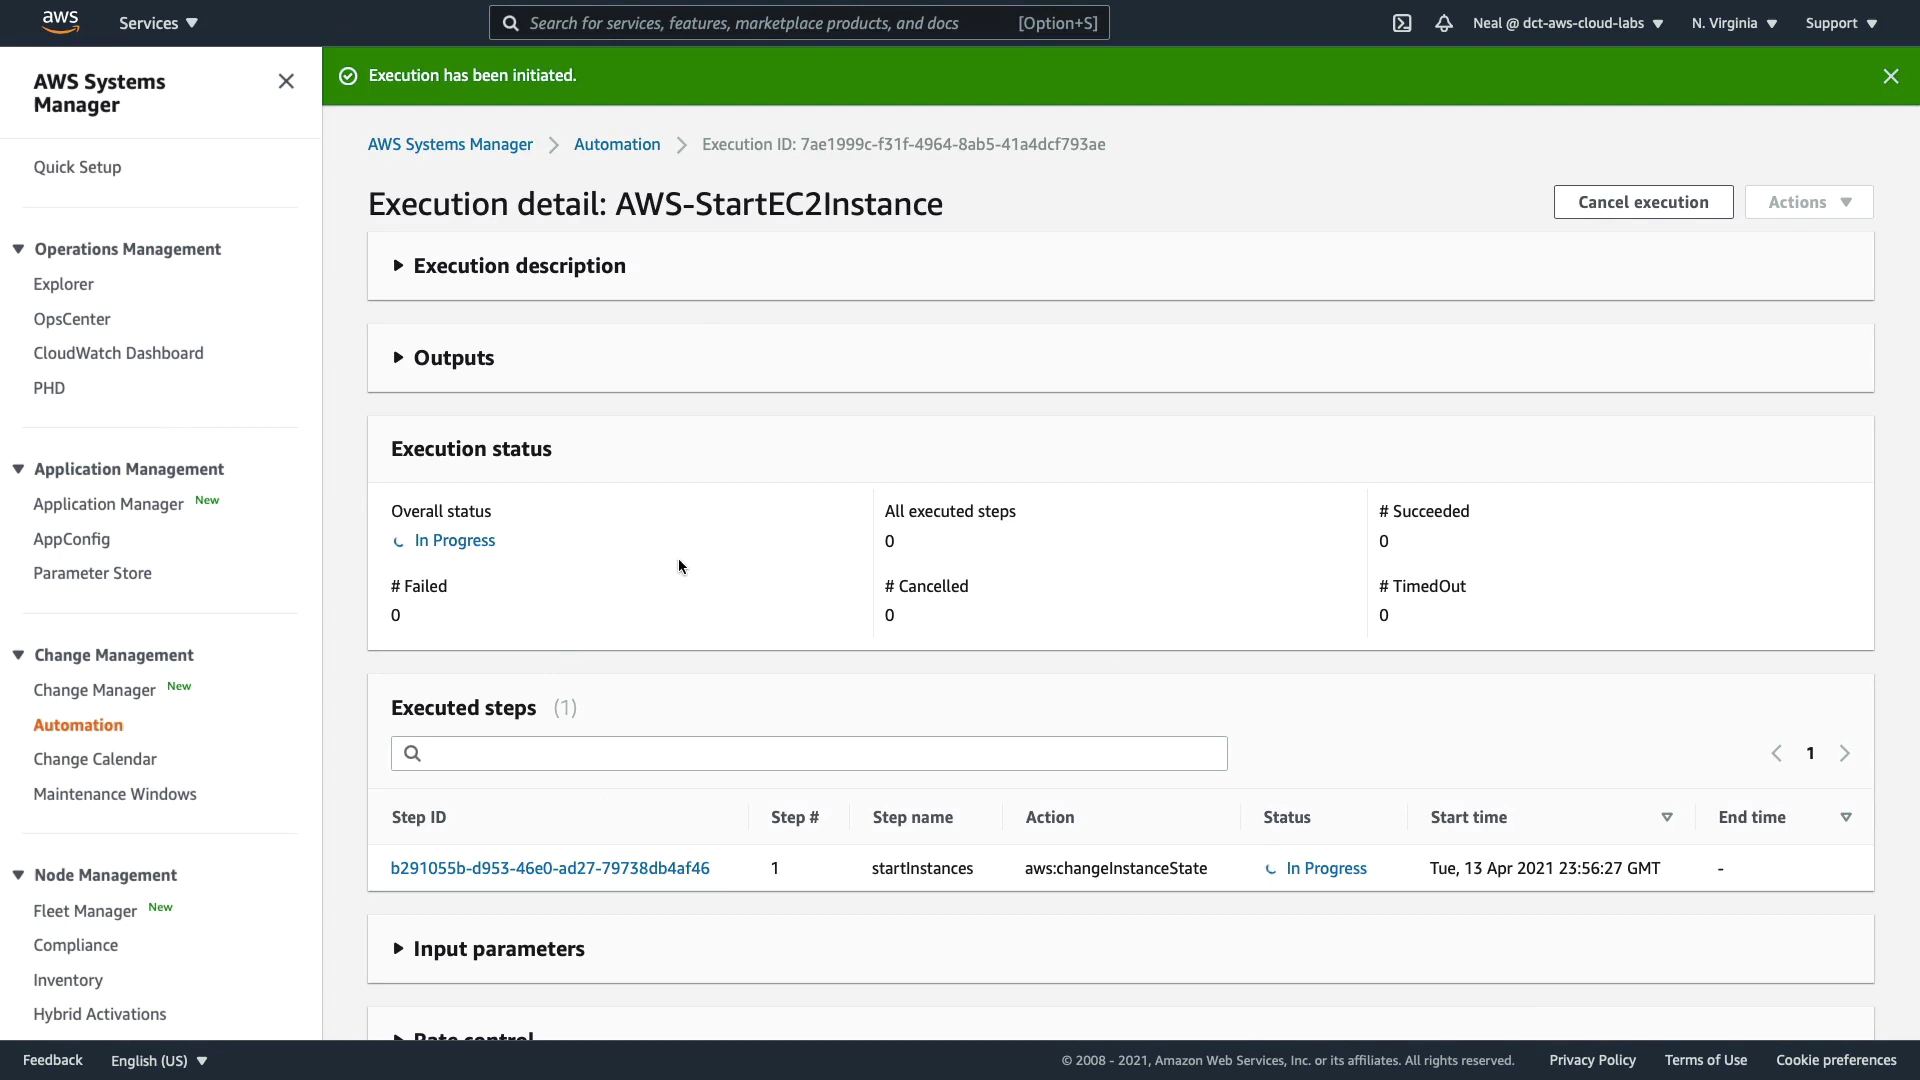 aws
Services
Search for services, features, marketplace products, and docs
[Option+S]
Neal @ dct-aws-cloud-labs
N. Virginia
Support
AWS Systems
Manager
Execution has been initiated.
Quick Setup
Operations Management
Explorer
OpsCenter
CloudWatch Dashboard
PHD
Application Management
Application Manager New
AppConfig
Parameter Store
Change Management
Change Manager New
Automation
Change Calendar
Maintenance Windows
Node Management
Fleet Manager New
Compliance
Inventory
Hybrid Activations
AWS Systems Manager
Automation
Execution ID: 7ae1999c-f31f-4964-8ab5-41a4dcf793ae
Execution detail: AWS-StartEC2Instance
Cancel execution
Actions
Execution description
Outputs
Execution status
Overall status
In Progress
All executed steps
0
# Succeeded
0
# Failed
0
# Cancelled
0
# TimedOut
0
Executed steps (1)
1
Step ID
Step #
Step name
Action
Status
Start time
End time
b291055b-d953-46e0-ad27-79738db4af46
1
startInstances
aws:changeInstanceState
In Progress
Tue, 13 Apr 2021 23:56:27 GMT
-
Input parameters
Rate control
Feedback
English (US)
© 2008 - 2021, Amazon Web Services, Inc. or its affiliates. All rights reserved.
Privacy Policy
Terms of Use
Cookie preferences